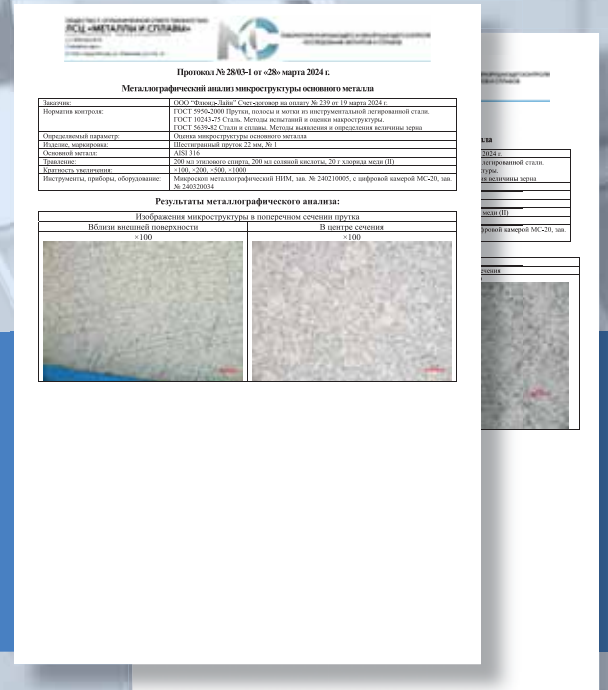 ЛСЦ «МЕТАЛЛЫ И СПЛАВЫ»
МС
Протокол № 28/03-1 от «28» марта 2024 г.
Металлографический анализ микроструктуры основного металла
Заказчик: ООО "Флюид-Лайн" Счет-договор на оплату № 239 от 19 марта 2024 г.
Норматив контроля: ГОСТ 5950-2000 Прутки, полосы и мотки из инструментальной легированной стали.
ГОСТ 10243-75 Сталь. Методы испытаний и оценки макроструктуры.
ГОСТ 5639-82 Стали и сплавы. Методы выявления и определения величины зерна
Определяемый параметр: Оценка микроструктуры основного металла
Изделие, маркировка: Шестигранный пруток 22 мм, № 1
Основной металл: AISI 316
Травление: 200 мл этилового спирта, 200 мл соляной кислоты, 20 г хлорида меди (II)
Кратность увеличения: ×100, ×200, ×500, ×1000
Инструменты, приборы, оборудование: Микроскоп металлографический НИМ, зав. № 240210005, с цифровой камерой МС-20, зав.
№ 240320034
Результаты металлографического анализа:
Изображения микроструктуры в поперечном сечении прутка
Вблизи внешней поверхности В центре сечения
×100 ×100
лла
2024 г.
легированной стали.
туры.
ия величины зерна
меди (II)
фровой камерой МС-20, зав.
ечения